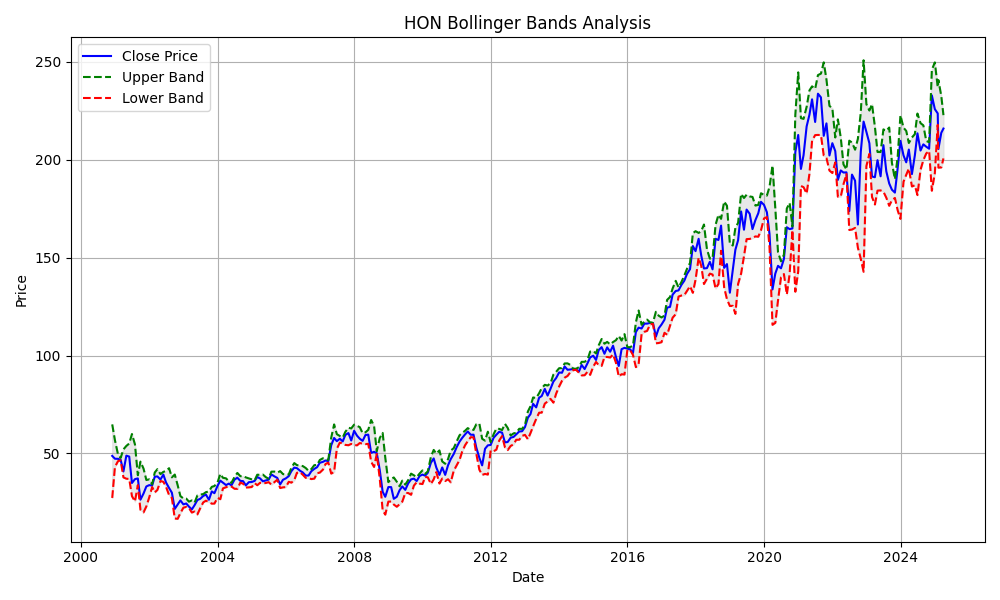 HON Bollinger Bands Analysis
Close Price
Upper Band
Lower Band
Price
250
200
150
100
50
2000 2004 2008 2012 2016 2020 2024
Date